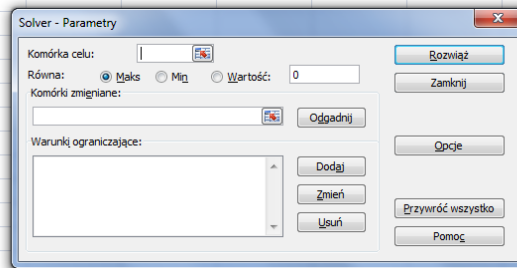 Solver - Parametry
Komórka celu:
Rozwiąż
Równa: Maks Min Wartość: 0
Zamknij
Komórki zmieniane:
Odgadnij
Warunki ograniczające:
Opcje
Dodaj
Zmień
Przywróć wszystko
Usuń
Pomoc